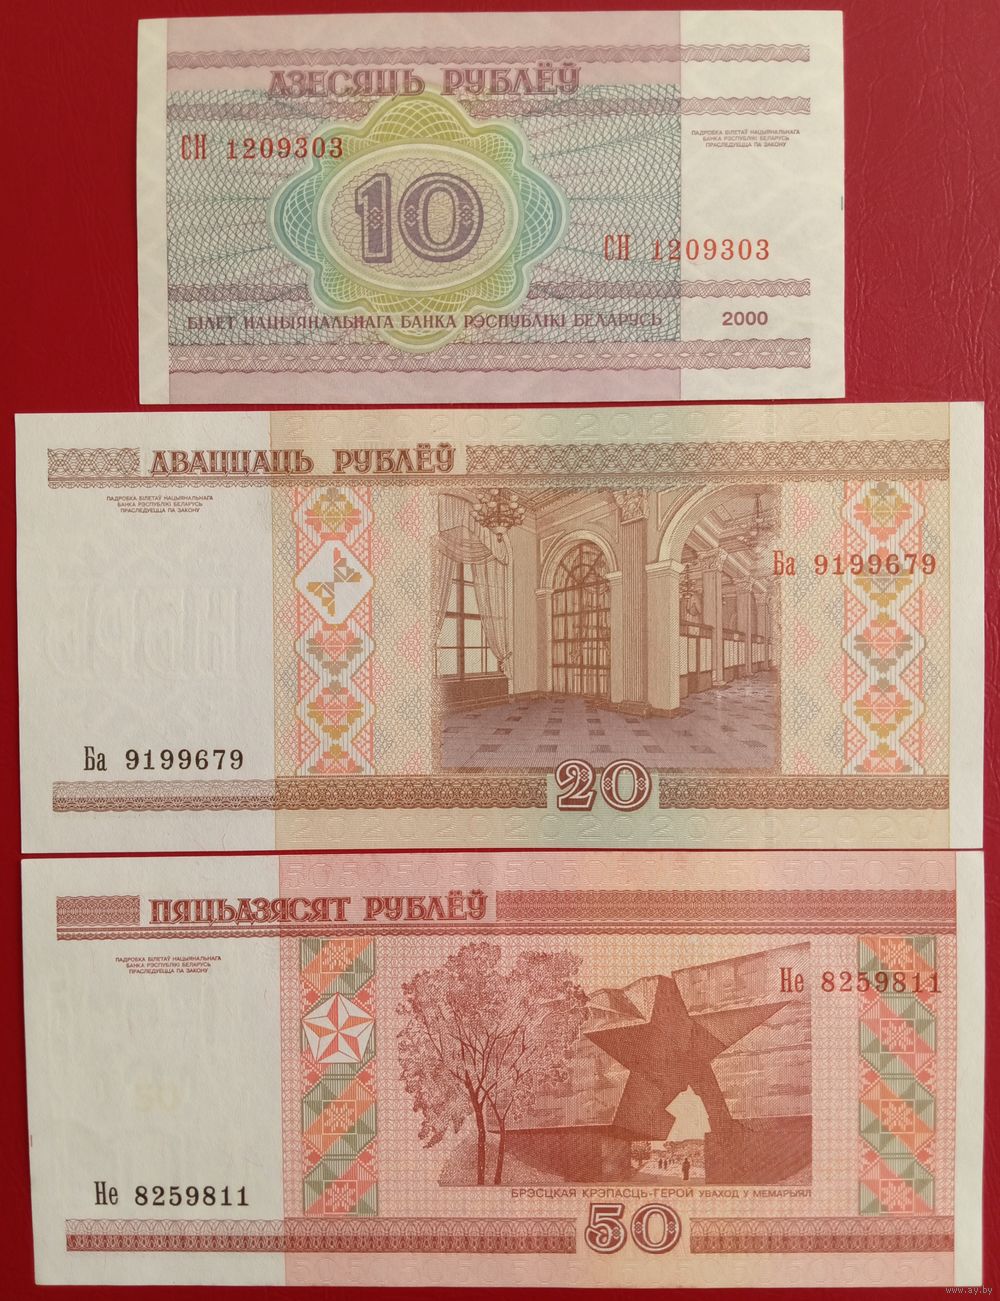 ДЗЕСЯЦЬ РУБЛЁЎ
СН 1209303
ПАДРОБКА БІЛЕТАЎ НАЦЫЯНАЛЬНАГА
БАНКА РЭСПУБЛІКІ БЕЛАРУСЬ
ПРАСЛЕДУЕЦЦА ПА ЗАКОНУ
10
СН 1209303
БІЛЕТ НАЦЫЯНАЛЬНАГА БАНКА РЭСПУБЛІКІ БЕЛАРУСЬ 2000
ДВАЦЦАЦЬ РУБЛЁЎ
ПАДРОБКА БІЛЕТАЎ НАЦЫЯНАЛЬНАГА
БАНКА РЭСПУБЛІКІ БЕЛАРУСЬ
ПРАСЛЕДУЕЦЦА ПА ЗАКОНУ
Ба 9199679
Ба 9199679
20
ПЯЦЬДЗЯСЯТ РУБЛЁЎ
ПАДРОБКА БІЛЕТАЎ НАЦЫЯНАЛЬНАГА
БАНКА РЭСПУБЛІКІ БЕЛАРУСЬ
ПРАСЛЕДУЕЦЦА ПА ЗАКОНУ
Не 8259811
Не 8259811
БРЭСЦКАЯ КРЭПАСЦЬ-ГЕРОЙ УВАХОД У МЕМАРЫЯЛ
50
www.ay.by